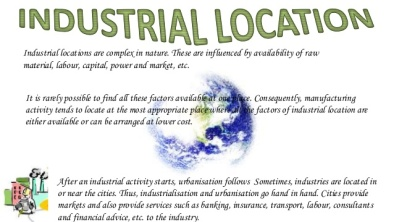 INDUSTRIAL LOCATION
Industrial locations are complex in nature. These are influenced by availability of raw
material, labour, capital, power and market, etc.
It is rarely possible to find all these factors available at one place. Consequently, manufacturing
activity tends to locate at the most appropriate place where all the factors of industrial location are
either available or can be arranged at lower cost.
After an industrial activity starts, urbanisation follows Sometimes, industries are located in
or near the cities. Thus, industrialisation and urbanisation go hand in hand. Cities provide
markets and also provide services such as banking, insurance, transport, labour, consultants
and financial advice, etc. to the industry.